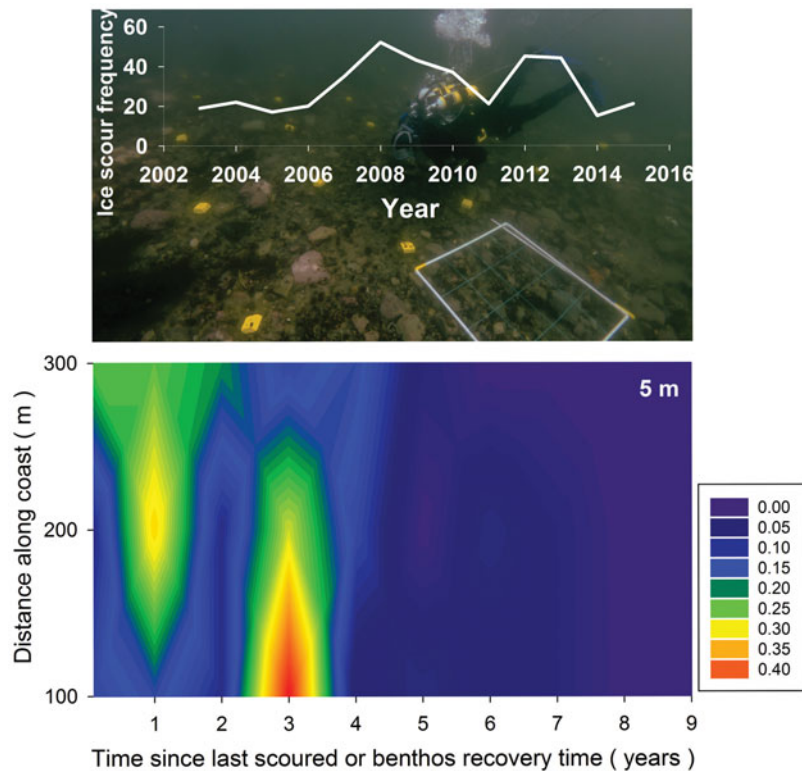 60
40
20
0
Ice scour frequency
2002 2004 2006 2008 2010 2012 2014 2016
Year
300
200
100
Distance along coast ( m )
5 m
1 2 3 4 5 6 7 8 9
Time since last scoured or benthos recovery time ( years )
0.00
0.05
0.10
0.15
0.20
0.25
0.30
0.35
0.40